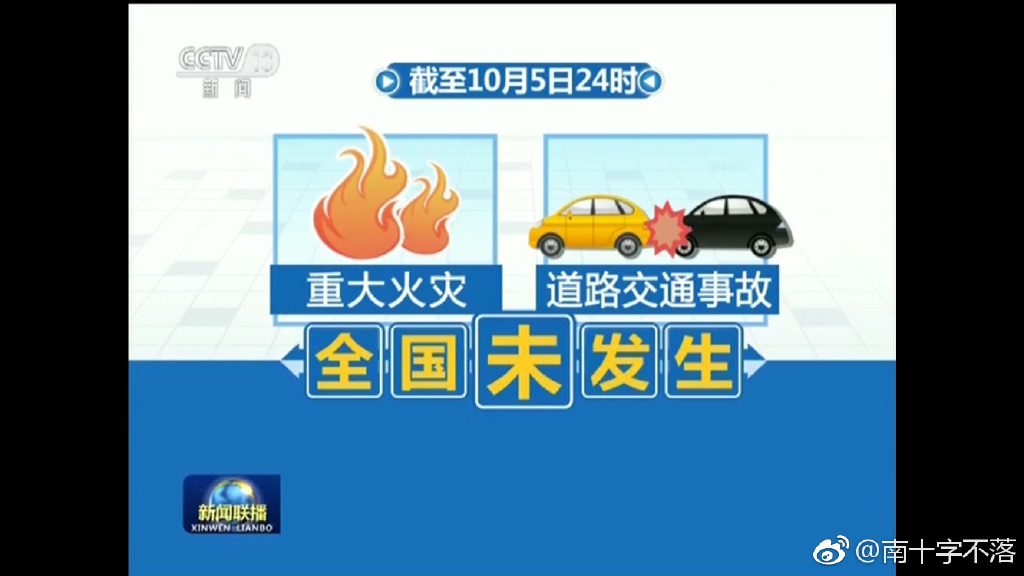 CCTV 13
新闻
截至10月5日24时
重大火灾
道路交通事故
全国未发生
新闻联播
XINWEN LIANBO
@南十字不落